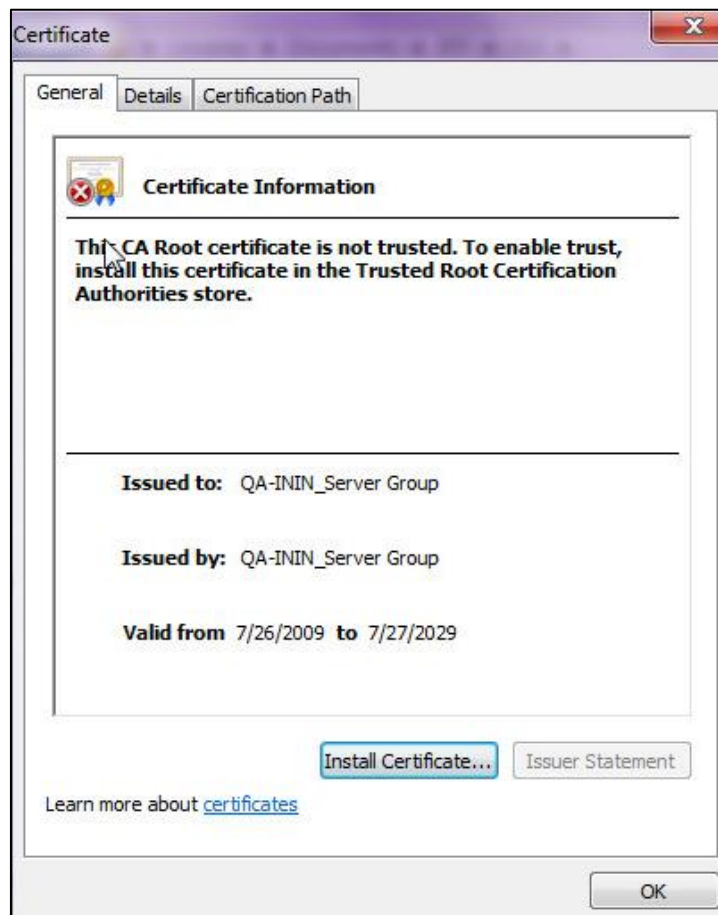 Certificate
General Details Certification Path
Certificate Information
This CA Root certificate is not trusted. To enable trust,
install this certificate in the Trusted Root Certification
Authorities store.
Issued to: QA-ININ_Server Group
Issued by: QA-ININ_Server Group
Valid from 7/26/2009 to 7/27/2029
Install Certificate... Issuer Statement
Learn more about certificates
OK